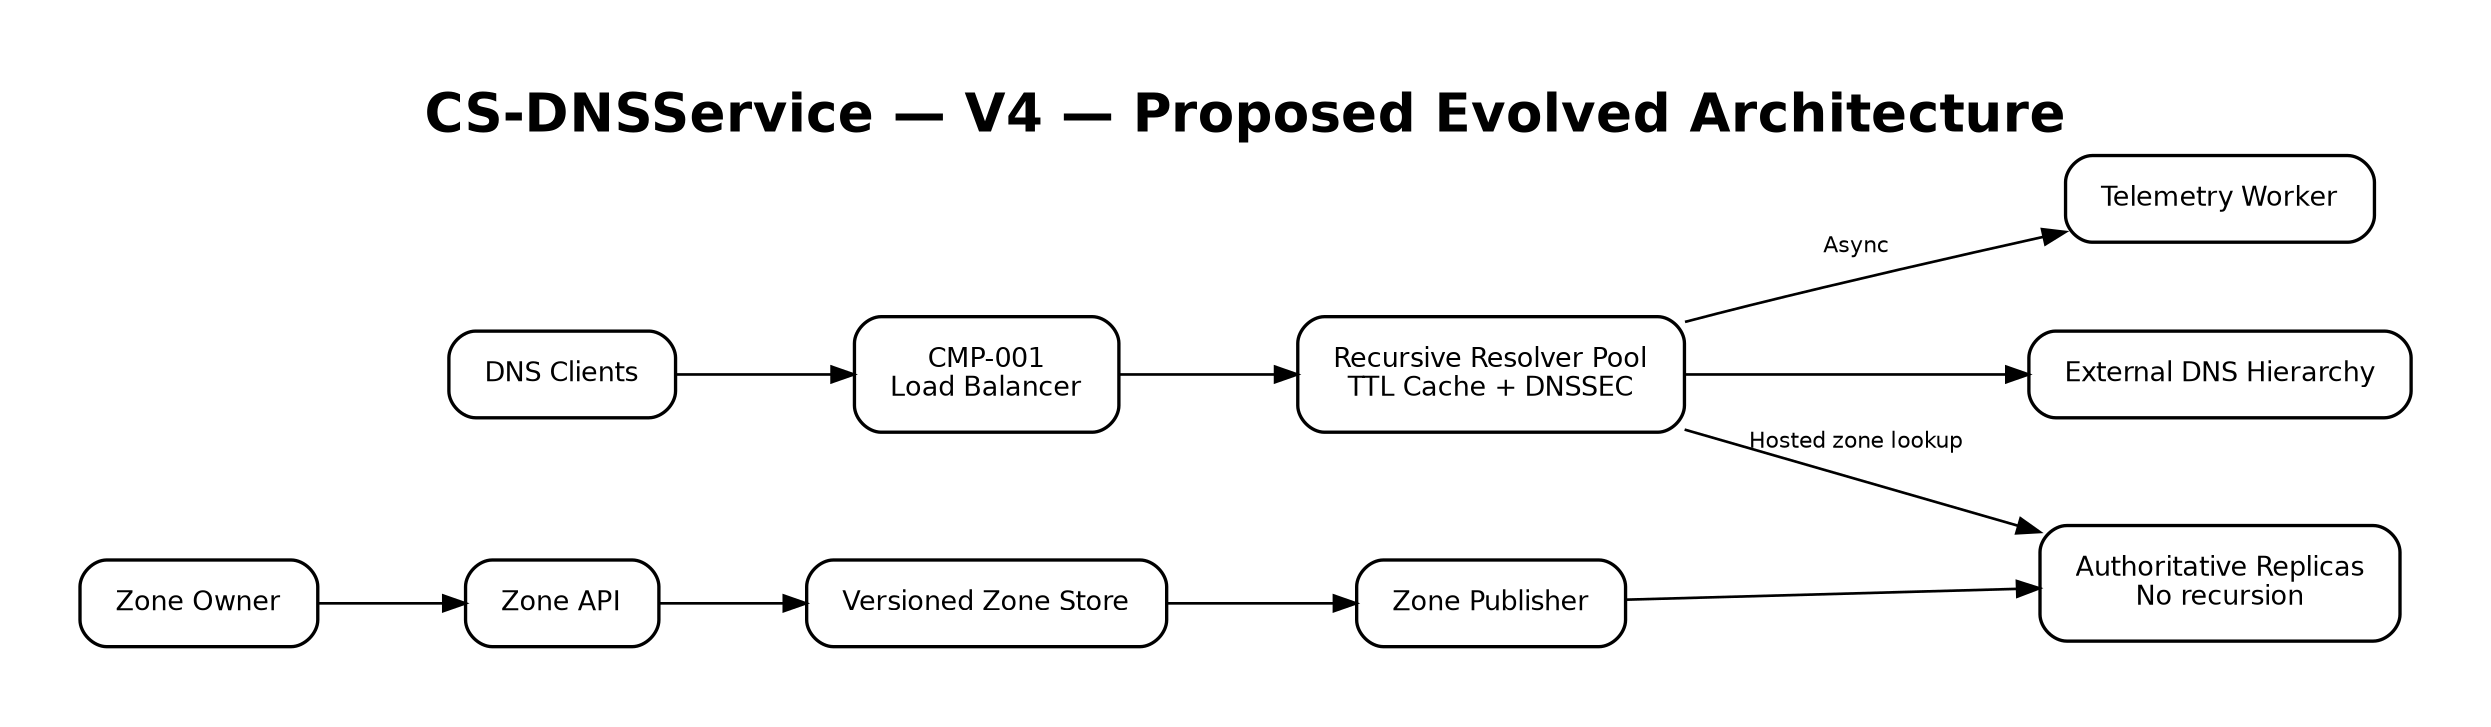 CS-DNSService — V4 — Proposed Evolved Architecture
Telemetry Worker
Async
DNS Clients
CMP-001
Load Balancer
Recursive Resolver Pool
TTL Cache + DNSSEC
External DNS Hierarchy
Hosted zone lookup
Zone Owner
Zone API
Versioned Zone Store
Zone Publisher
Authoritative Replicas
No recursion